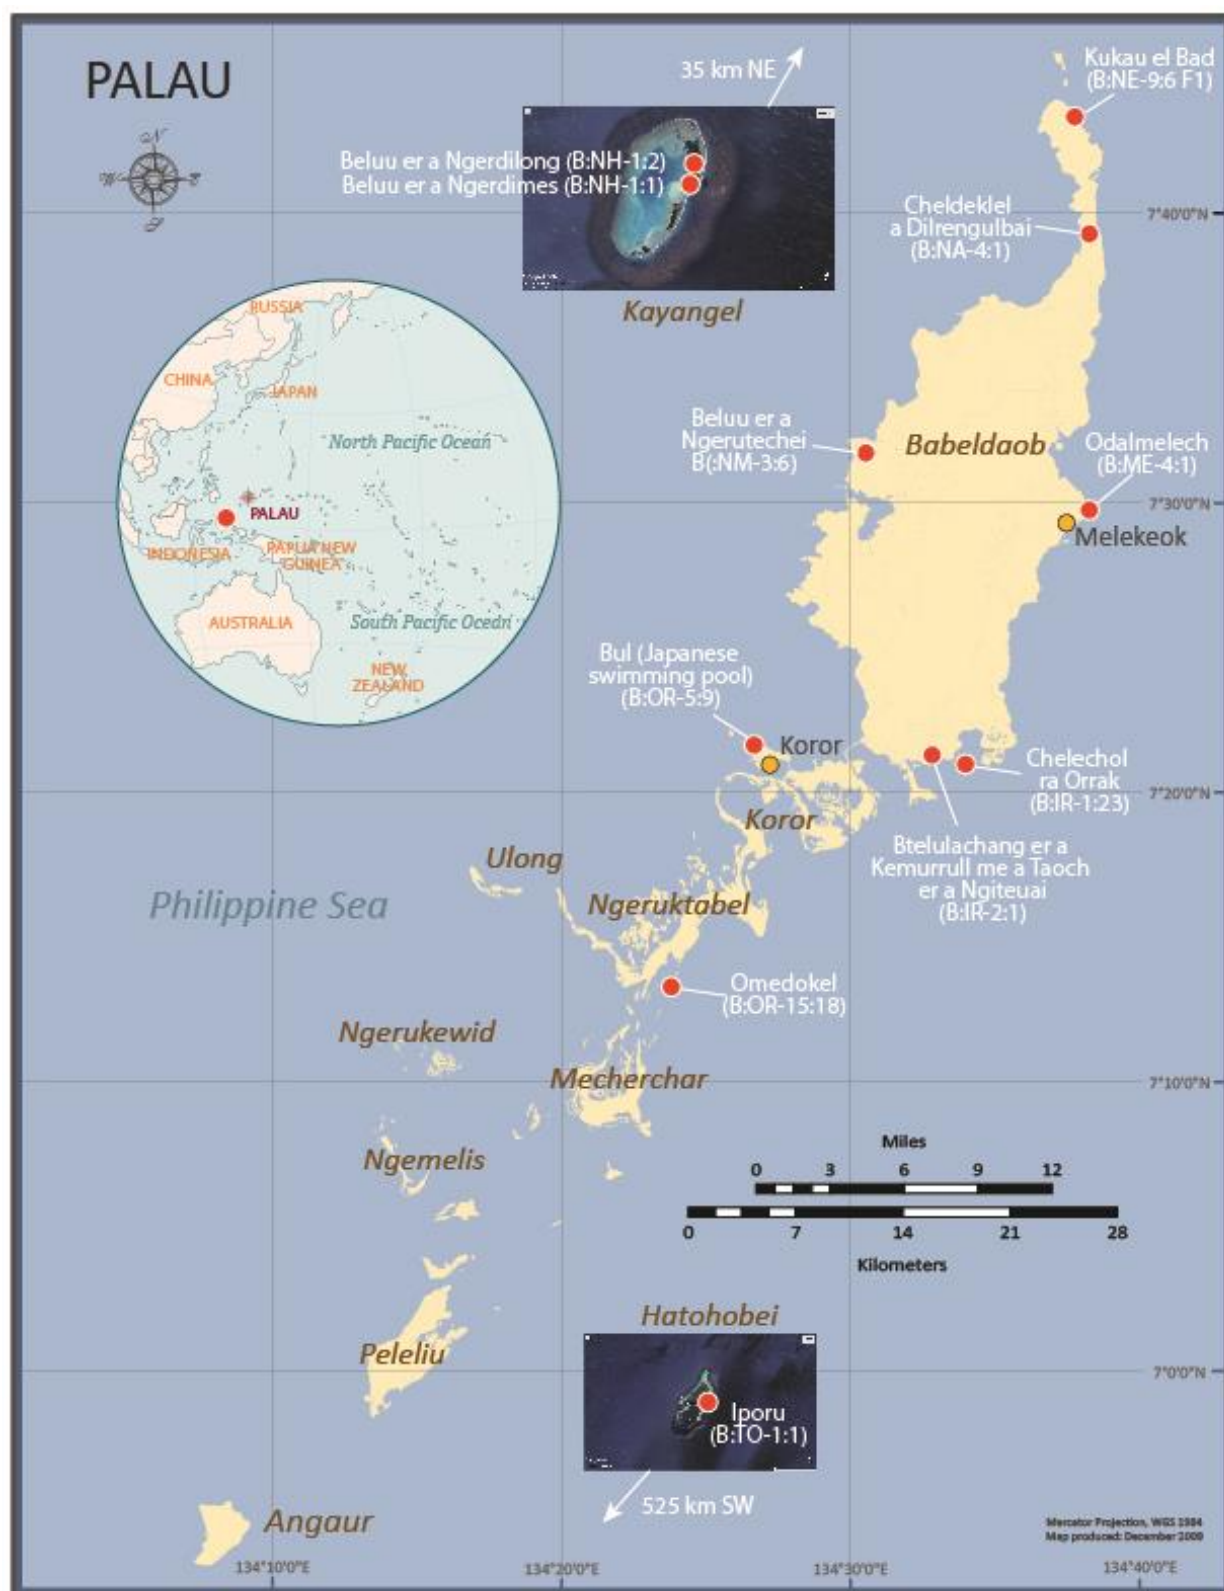 PALAU
N
W
E
S
35 km NE
Kukau el Bad
(B:NE-9:6 F1)
Beluu er a Ngerdilong (B:NH-1:2)
Beluu er a Ngerdimes (B:NH-1:1)
Kayangel
Cheldeklel
a Dilrengulbai
(B:NA-4:1)
7°40'0"N
RUSSIA
CHINA
JAPAN
North Pacific Ocean
PALAU
INDONESIA
PAPUA NEW
GUINEA
AUSTRALIA
South Pacific Ocedn
NEW
ZEALAND
Beluu er a
Ngerutechei
B(:NM-3:6)
Babeldaob
Odalmelech
(B:ME-4:1)
7°30'0"N
Melekeok
Bul (Japanese
swimming pool)
(B:OR-5:9)
Koror
Chelechol
ra Orrak
(B:IR-1:23)
7°20'0"N
Koror
Btelulachang er a
Kemurrull me a Taoch
er a Ngiteuai
(B:IR-2:1)
Ulong
Philippine Sea
Ngeruktabel
Omedokel
(B:OR-15:18)
Ngerukewid
Mecherchar
7°10'0"N
Ngemelis
Miles
0 3 6 9 12
0 7 14 21 28
Kilometers
Hatohobei
Peleliu
7°0'0"N
Iporu
(B:TO-1:1)
525 km SW
Angaur
Mercator Projection, WGS 1984
Map produced: December 2009
134°10'0"E 134°20'0"E 134°30'0"E 134°40'0"E